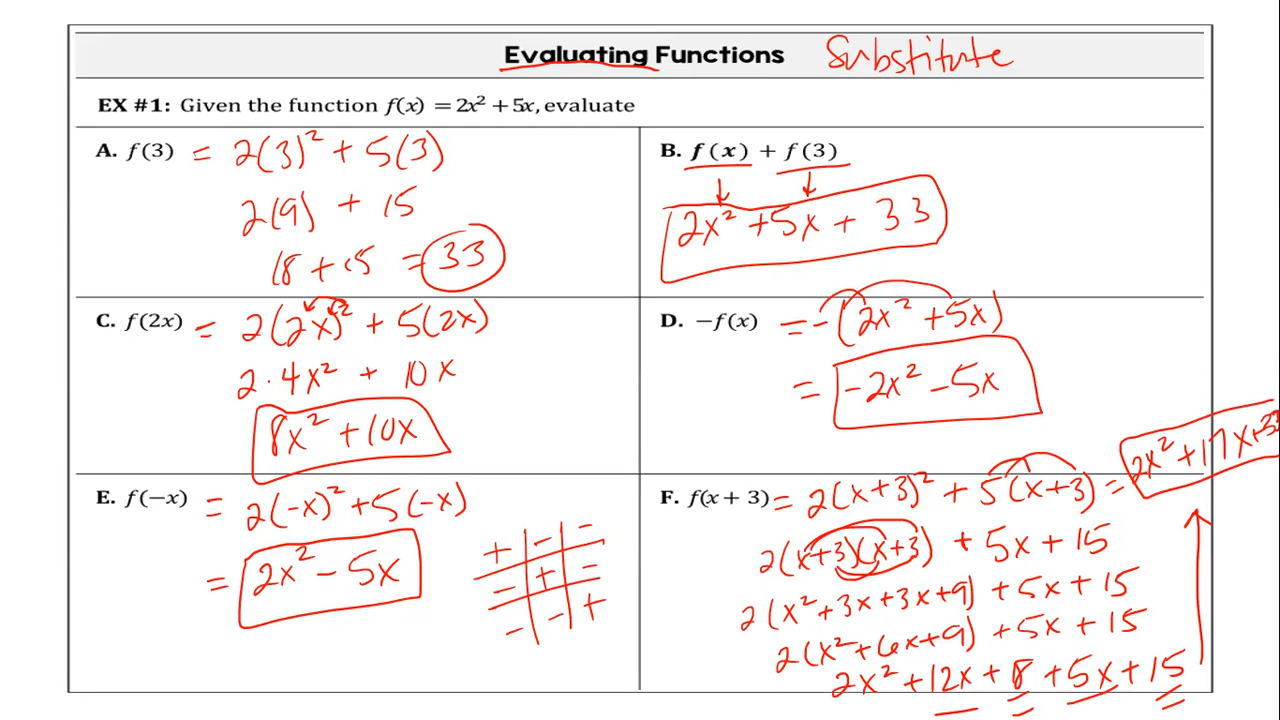 Evaluating Functions Substitute
EX #1: Given the function f(x) = 2x² + 5x, evaluate
A. f(3) = 2(3)² + 5(3)
2(9) + 15
18 + 15 = 33
B. f(x) + f(3)
2x² + 5x + 33
C. f(2x) = 2(2x)² + 5(2x)
2 · 4x² + 10x
8x² + 10x
D. −f(x) = −(2x² + 5x)
= −2x² − 5x
E. f(−x) = 2(−x)² + 5(−x)
= 2x² − 5x
+ | − | −
− | + | =
− | − | +
F. f(x + 3) = 2(x+3)² + 5(x+3) = 2x² + 17x + 33
2(x+3)(x+3) + 5x + 15
2(x² + 3x + 3x + 9) + 5x + 15
2(x² + 6x + 9) + 5x + 15
2x² + 12x + 8 + 5x + 15